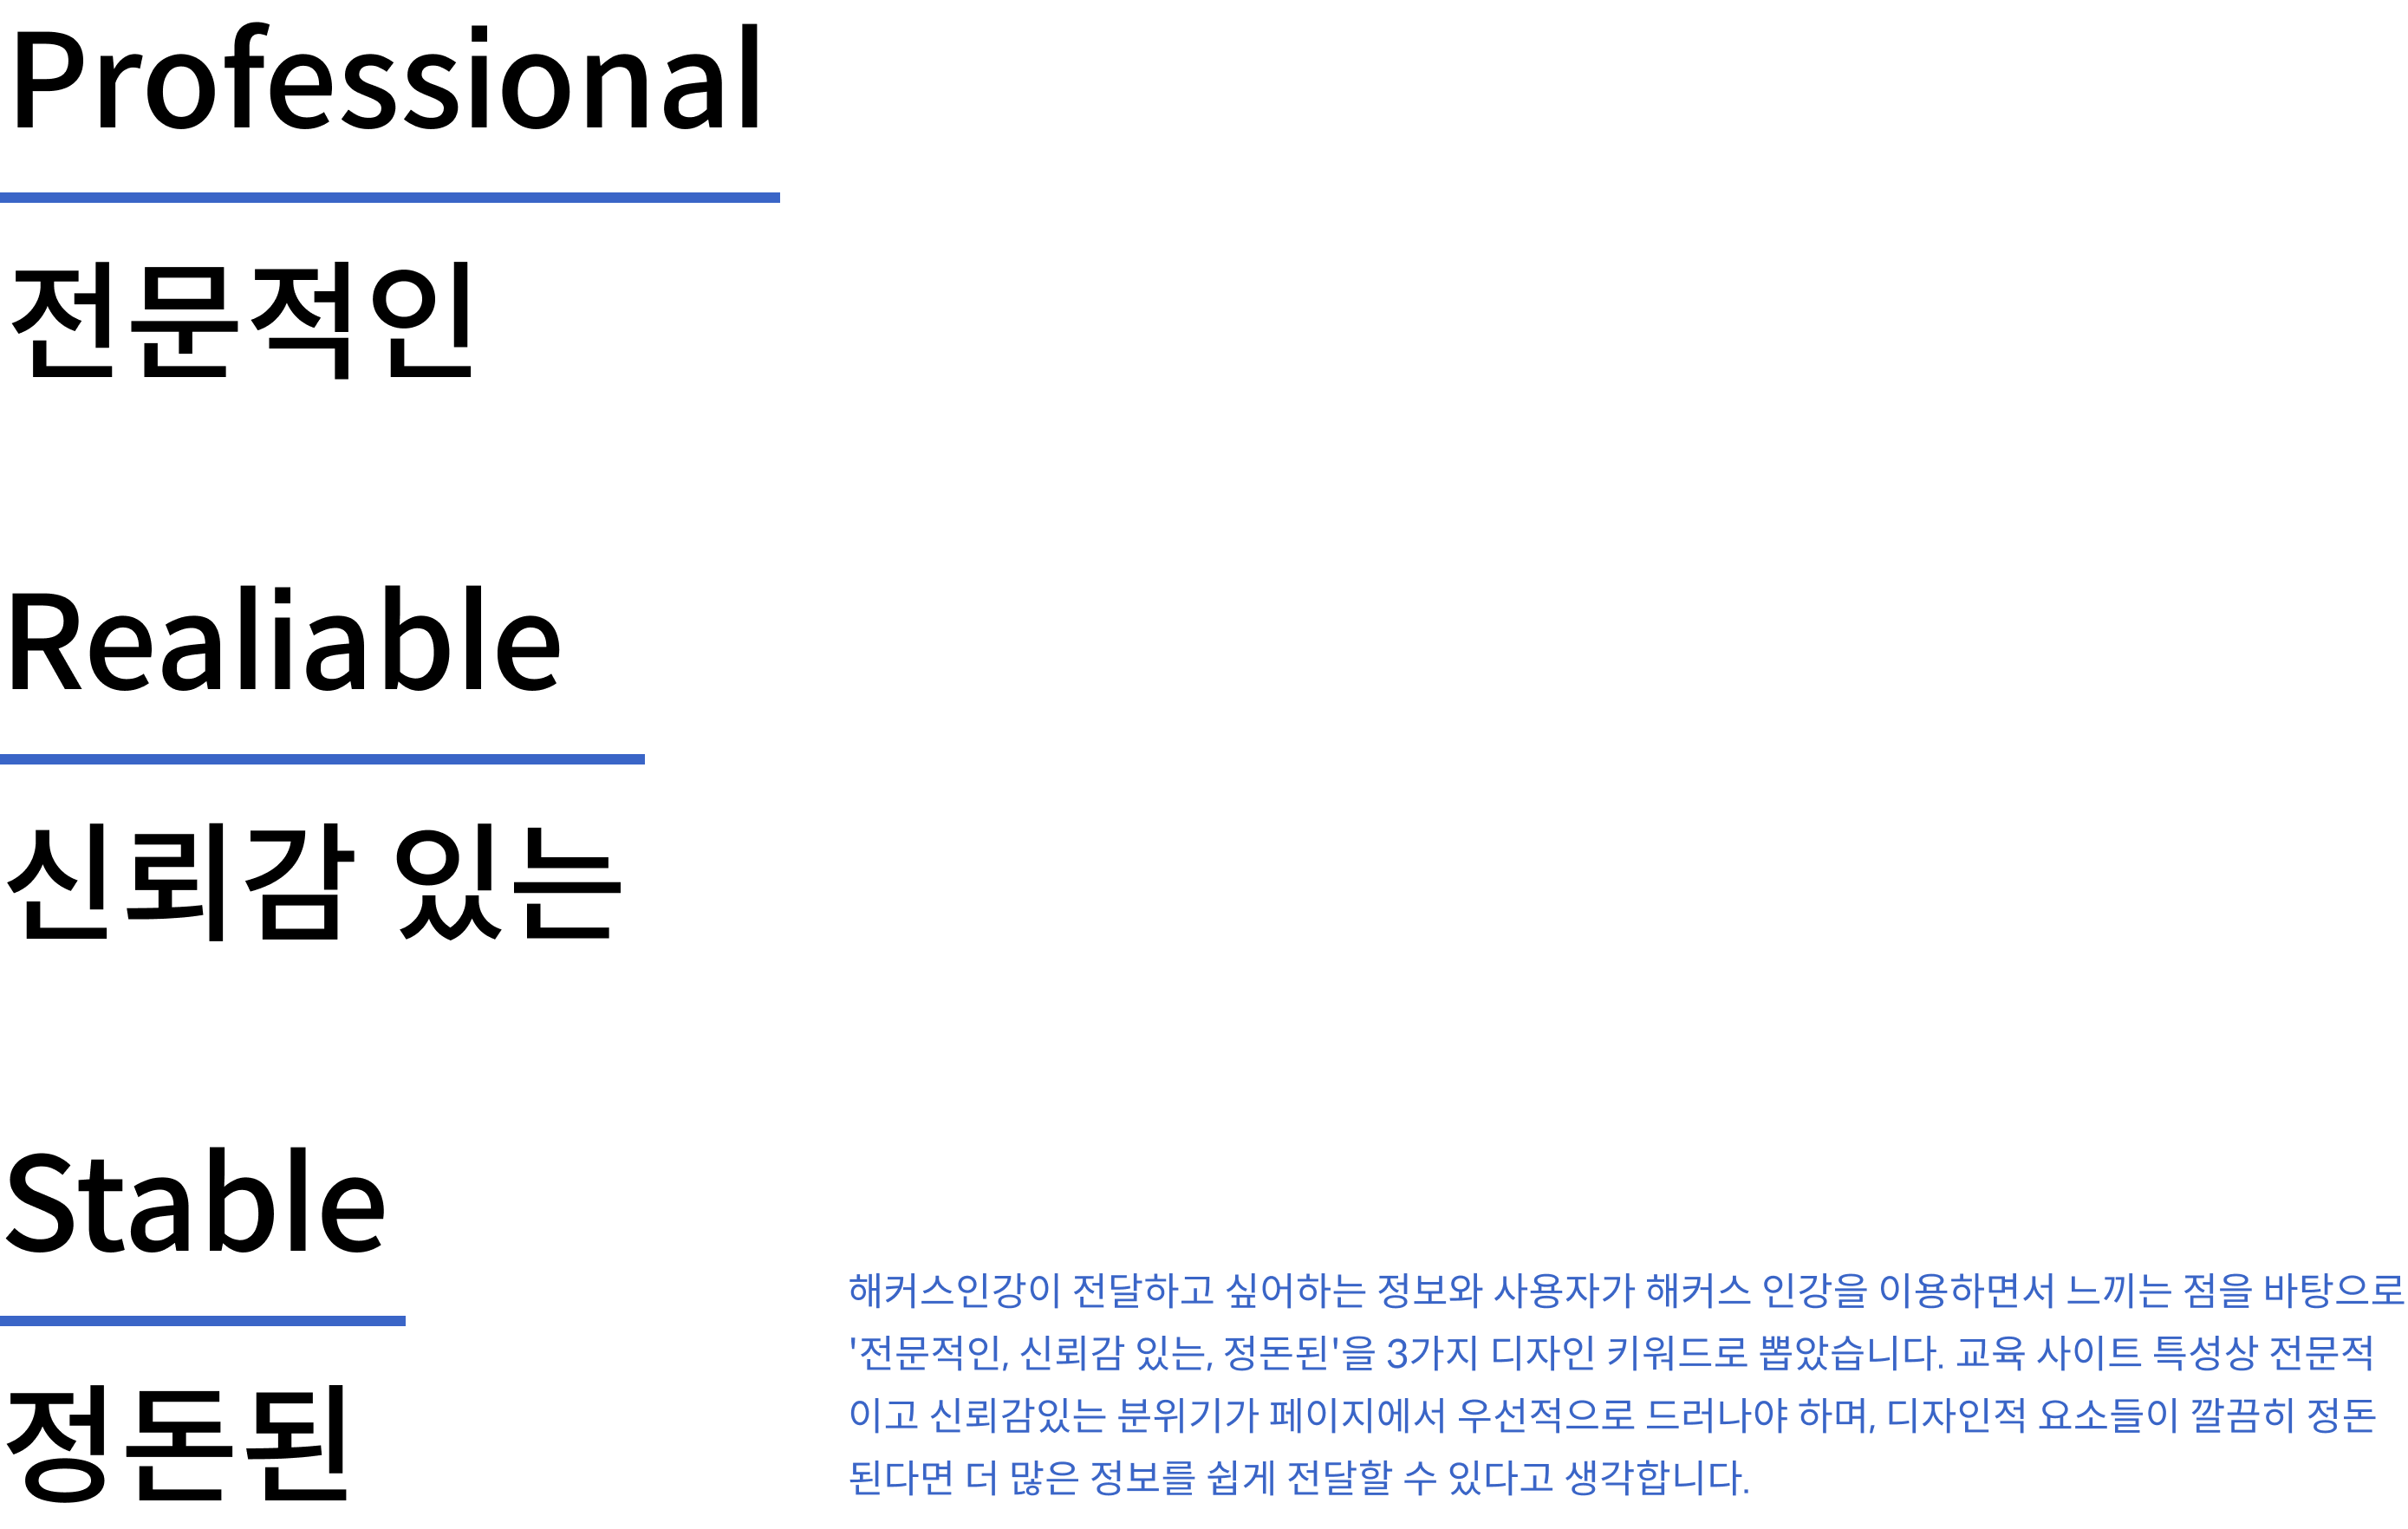 Professional
전문적인
Realiable
신뢰감 있는
Stable
정돈된
해커스인강이 전달하고 싶어하는 정보와 사용자가 해커스 인강을 이용하면서 느끼는 점을 바탕으로
'전문적인, 신뢰감 있는, 정돈된'을 3가지 디자인 키워드로 뽑았습니다. 교육 사이트 특성상 전문적
이고 신뢰감있는 분위기가 페이지에서 우선적으로 드러나야 하며, 디자인적 요소들이 깔끔히 정돈
된다면 더 많은 정보를 쉽게 전달할 수 있다고 생각합니다.